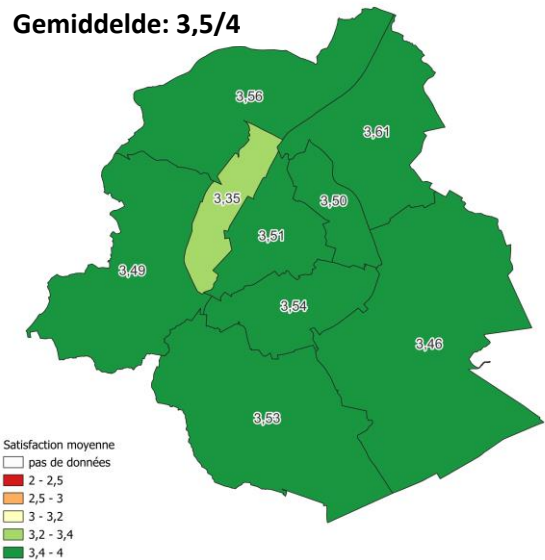 Gemiddelde: 3,5/4
3,56
3,61
3,35
3,50
3,51
3,49
3,54
3,46
3,53
Satisfaction moyenne
pas de données
2 - 2,5
2,5 - 3
3 - 3,2
3,2 - 3,4
3,4 - 4